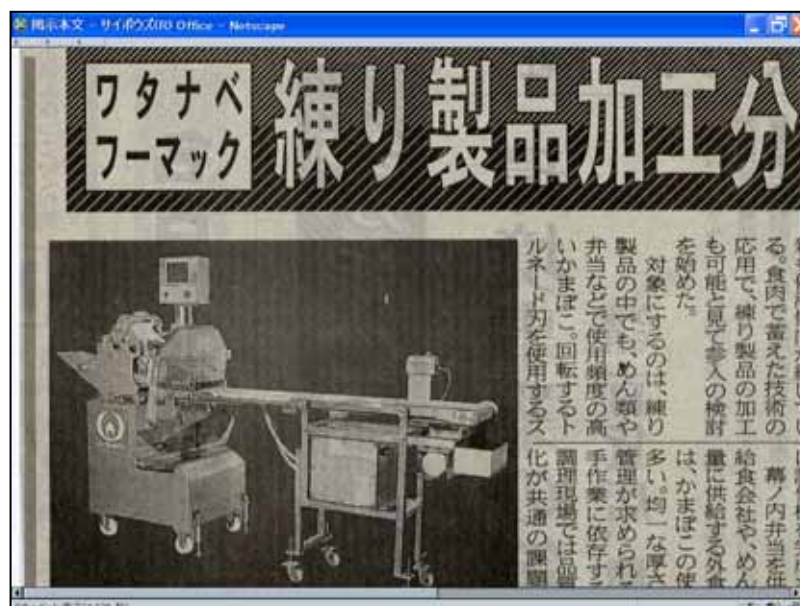 掲示本文 - サイボウズ(R) Office - Netscape
ワタナベ
フーマック
練り製品加工分
る。食肉で蓄えた技術の
応用で、練り製品の加工
も可能と見て参入の検討
を始めた。
対象にするのは、練り
製品の中でも、めん類や
弁当などで使用頻度の高
いかまぼこ。回転するト
ルネード刃を使用するス
幕ノ内弁当を供
給食会社や、めん
量に供給する外食
は、かまぼこの使
多い。均一な厚さ
管理が求められる
手作業に依存する
調理現場では品質
化が共通の課題